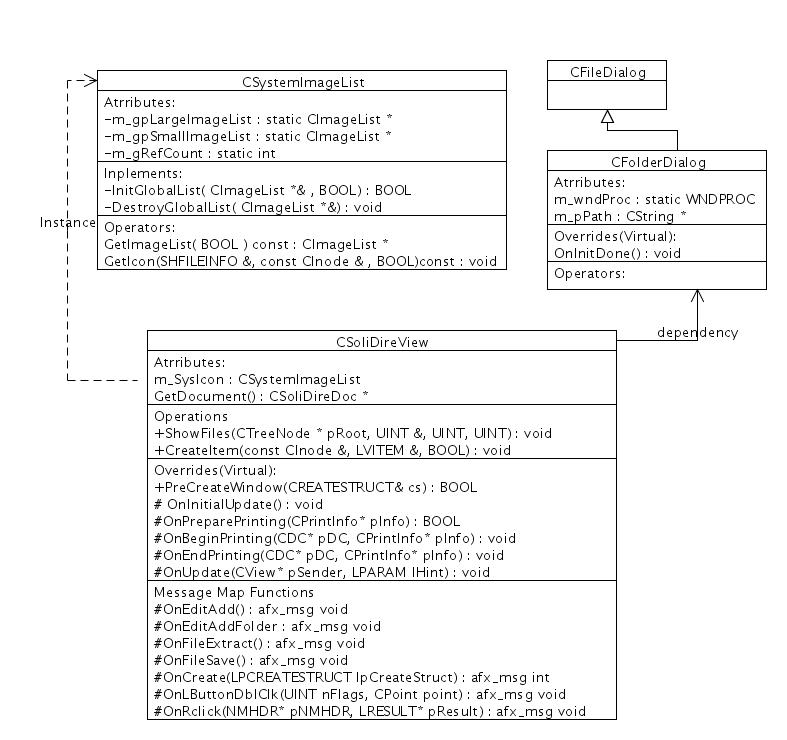 CSystemImageList
Atrributes:
-m_gpLargeImageList : static CImageList *
-m_gpSmallImageList : static CImageList *
-m_gRefCount : static int
Inplements:
-InitGlobalList( CImageList *& , BOOL) : BOOL
-DestroyGlobalList( CImageList *&) : void
Operators:
GetImageList( BOOL ) const : CImageList *
GetIcon(SHFILEINFO &, const CInode & , BOOL)const : void
Instance
CFileDialog
CFolderDialog
Atrributes:
m_wndProc : static WNDPROC
m_pPath : CString *
Overrides(Virtual):
OnInitDone() : void
Operators:
dependency
CSoliDireView
Atrributes:
m_SysIcon : CSystemImageList
GetDocument() : CSoliDireDoc *
Operations
+ShowFiles(CTreeNode * pRoot, UINT &, UINT, UINT) : void
+CreateItem(const CInode &, LVITEM &, BOOL) : void
Overrides(Virtual):
+PreCreateWindow(CREATESTRUCT& cs) : BOOL
# OnInitialUpdate() : void
#OnPreparePrinting(CPrintInfo* pInfo) : BOOL
#OnBeginPrinting(CDC* pDC, CPrintInfo* pInfo) : void
#OnEndPrinting(CDC* pDC, CPrintInfo* pInfo) : void
#OnUpdate(CView* pSender, LPARAM lHint) : void
Message Map Functions
#OnEditAdd() : afx_msg void
#OnEditAddFolder : afx_msg void
#OnFileExtract() : afx_msg void
#OnFileSave() : afx_msg void
#OnCreate(LPCREATESTRUCT lpCreateStruct) : afx_msg int
#OnLButtonDblClk(UINT nFlags, CPoint point) : afx_msg void
#OnRclick(NMHDR* pNMHDR, LRESULT* pResult) : afx_msg void